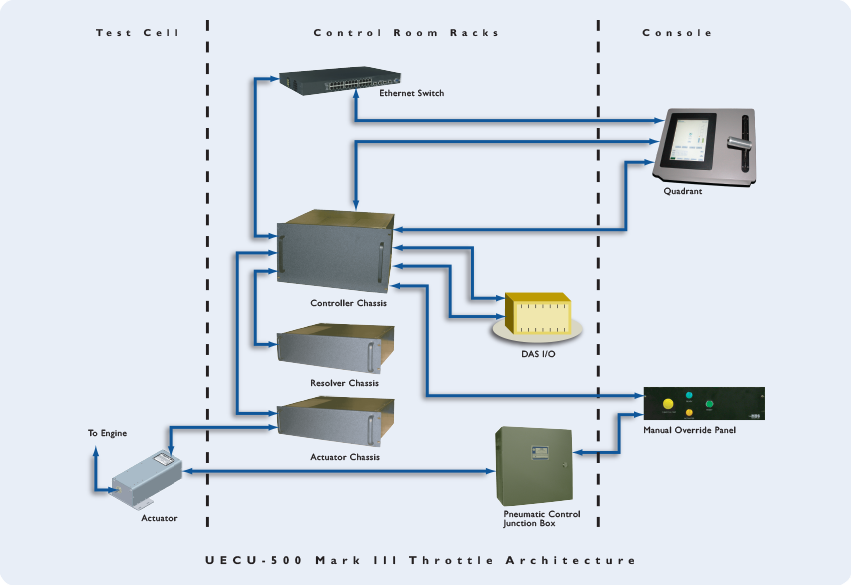 Test Cell
Control Room Racks
Console
Ethernet Switch
Quadrant
Controller Chassis
DAS I/O
Resolver Chassis
Manual Override Panel
To Engine
Actuator Chassis
Actuator
Pneumatic Control
Junction Box
UECU-500 Mark III Throttle Architecture